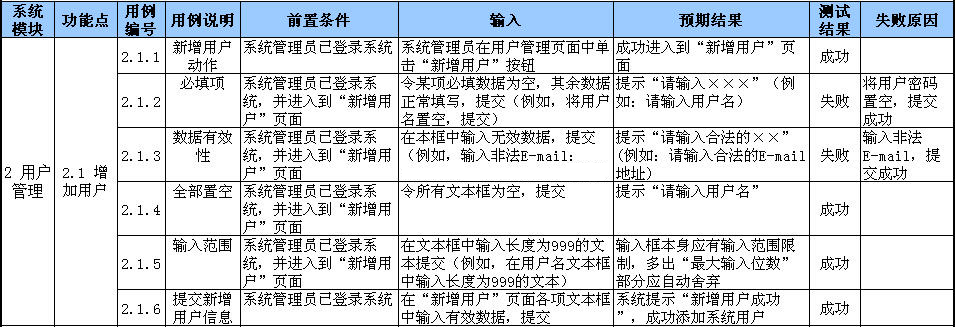 系统模块 功能点 用例编号 用例说明 前置条件 输入 预期结果 测试结果 失败原因
2 用户管理
2.1 增加用户
2.1.1
新增用户
动作
系统管理员已登录系统
系统管理员在用户管理页面中单
击“新增用户”按钮
成功进入到“新增用户”页
面
成功
2.1.2
必填项
系统管理员已登录系
统，并进入到“新增用
户”页面
令某项必填数据为空，其余数据
正常填写，提交（例如，将用户
名置空，提交）
提示“请输入×××”（例
如：请输入用户名）
失败
将用户密码
置空，提交
成功
2.1.3
数据有效
性
系统管理员已登录系
统，并进入到“新增用
户”页面
在本框中输入无效数据，提交
（例如，输入非法E-mail：
提示“请输入合法的××”
(例如：请输入合法的E-mail
地址)
失败
输入非法
E-mail，提
交成功
2.1.4
全部置空
系统管理员已登录系
统，并进入到“新增用
户”页面
令所有文本框为空，提交
提示“请输入用户名”
成功
2.1.5
输入范围
系统管理员已登录系
统，并进入到“新增用
户”页面
在文本框中输入长度为999的文
本提交（例如，在用户名文本框
中输入长度为999的文本）
输入框本身应有输入范围限
制，多出“最大输入位数”
部分应自动舍弃
成功
2.1.6
提交新增
用户信息
系统管理员已登录系统
在“新增用户”页面各项文本框
中输入有效数据，提交
系统提示“新增用户成功
”，成功添加系统用户
成功